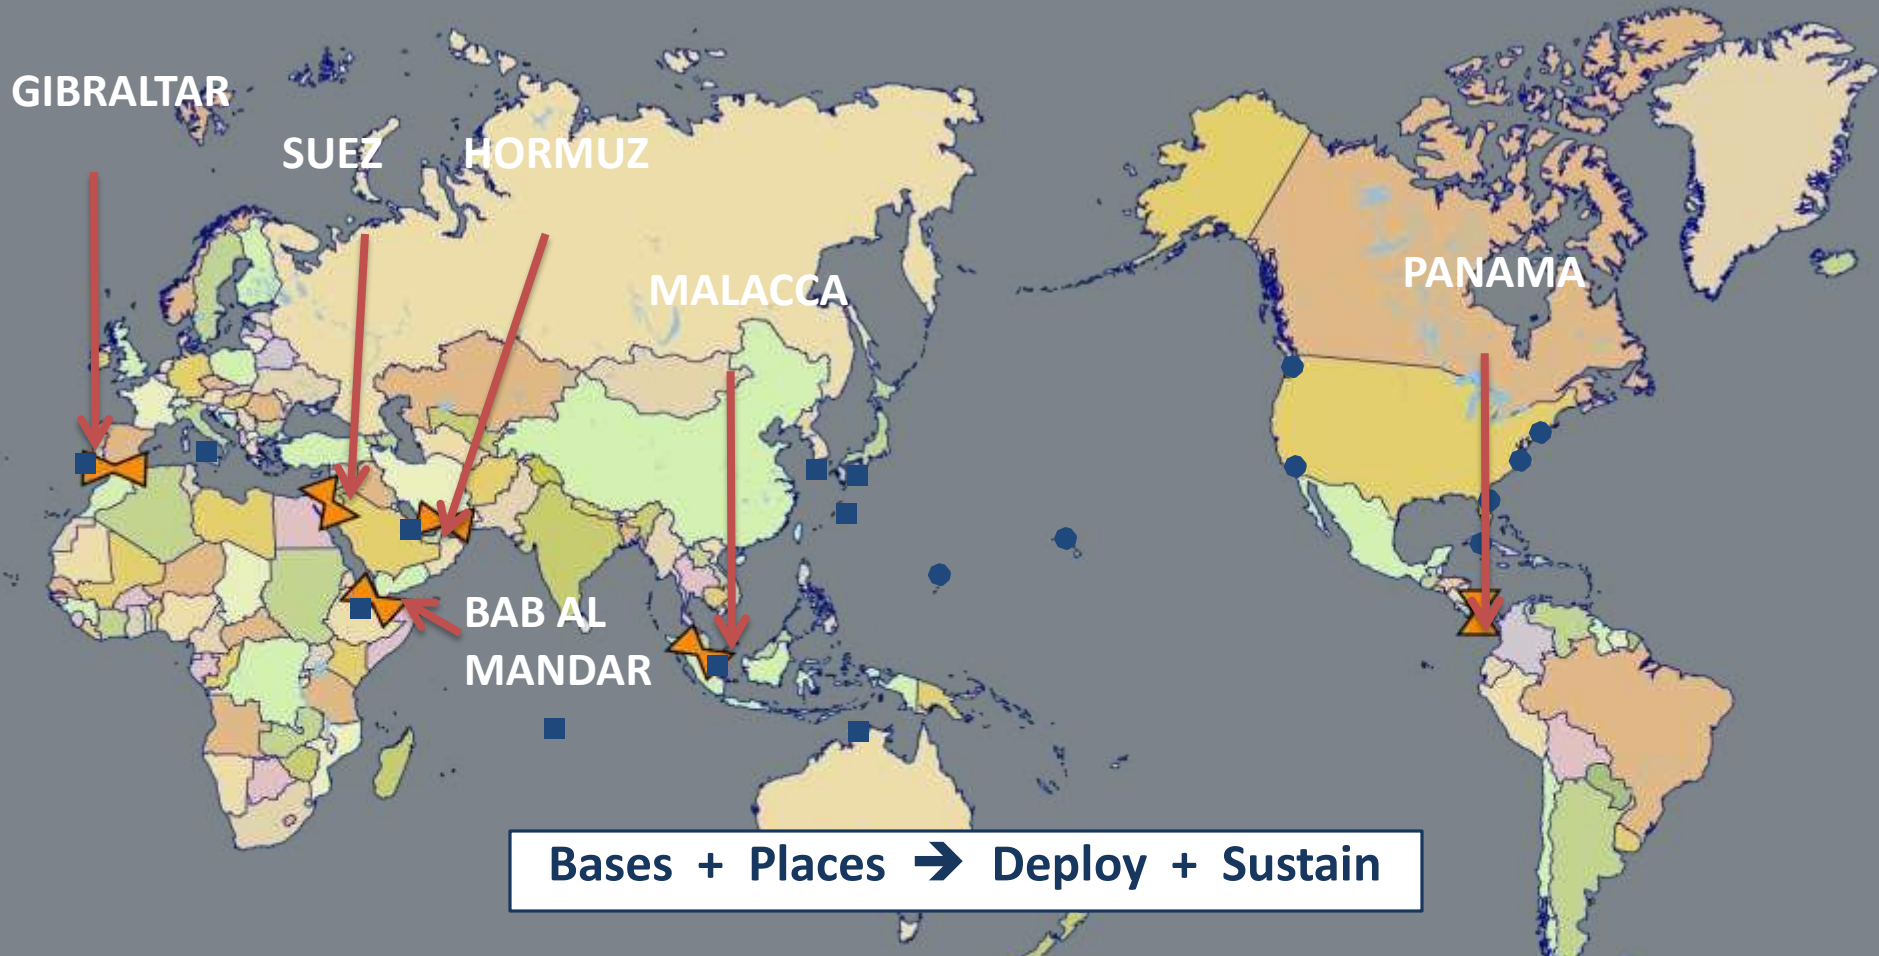 GIBRALTAR
SUEZ
HORMUZ
MALACCA
PANAMA
BAB AL
MANDAR
Bases + Places ➔ Deploy + Sustain